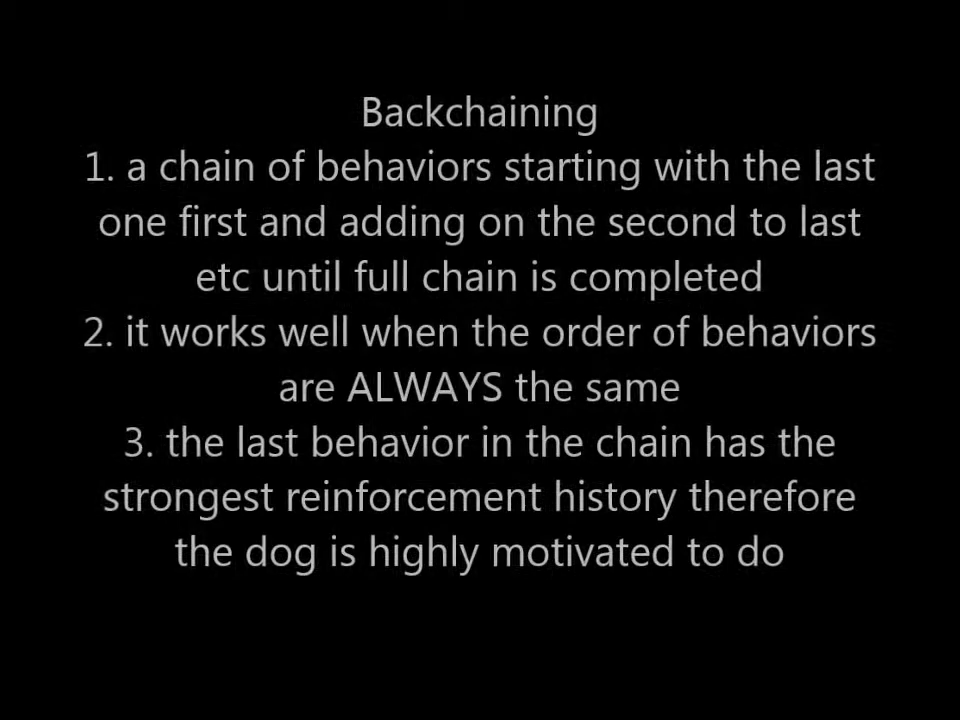 Backchaining
1. a chain of behaviors starting with the last
one first and adding on the second to last
etc until full chain is completed
2. it works well when the order of behaviors
are ALWAYS the same
3. the last behavior in the chain has the
strongest reinforcement history therefore
the dog is highly motivated to do